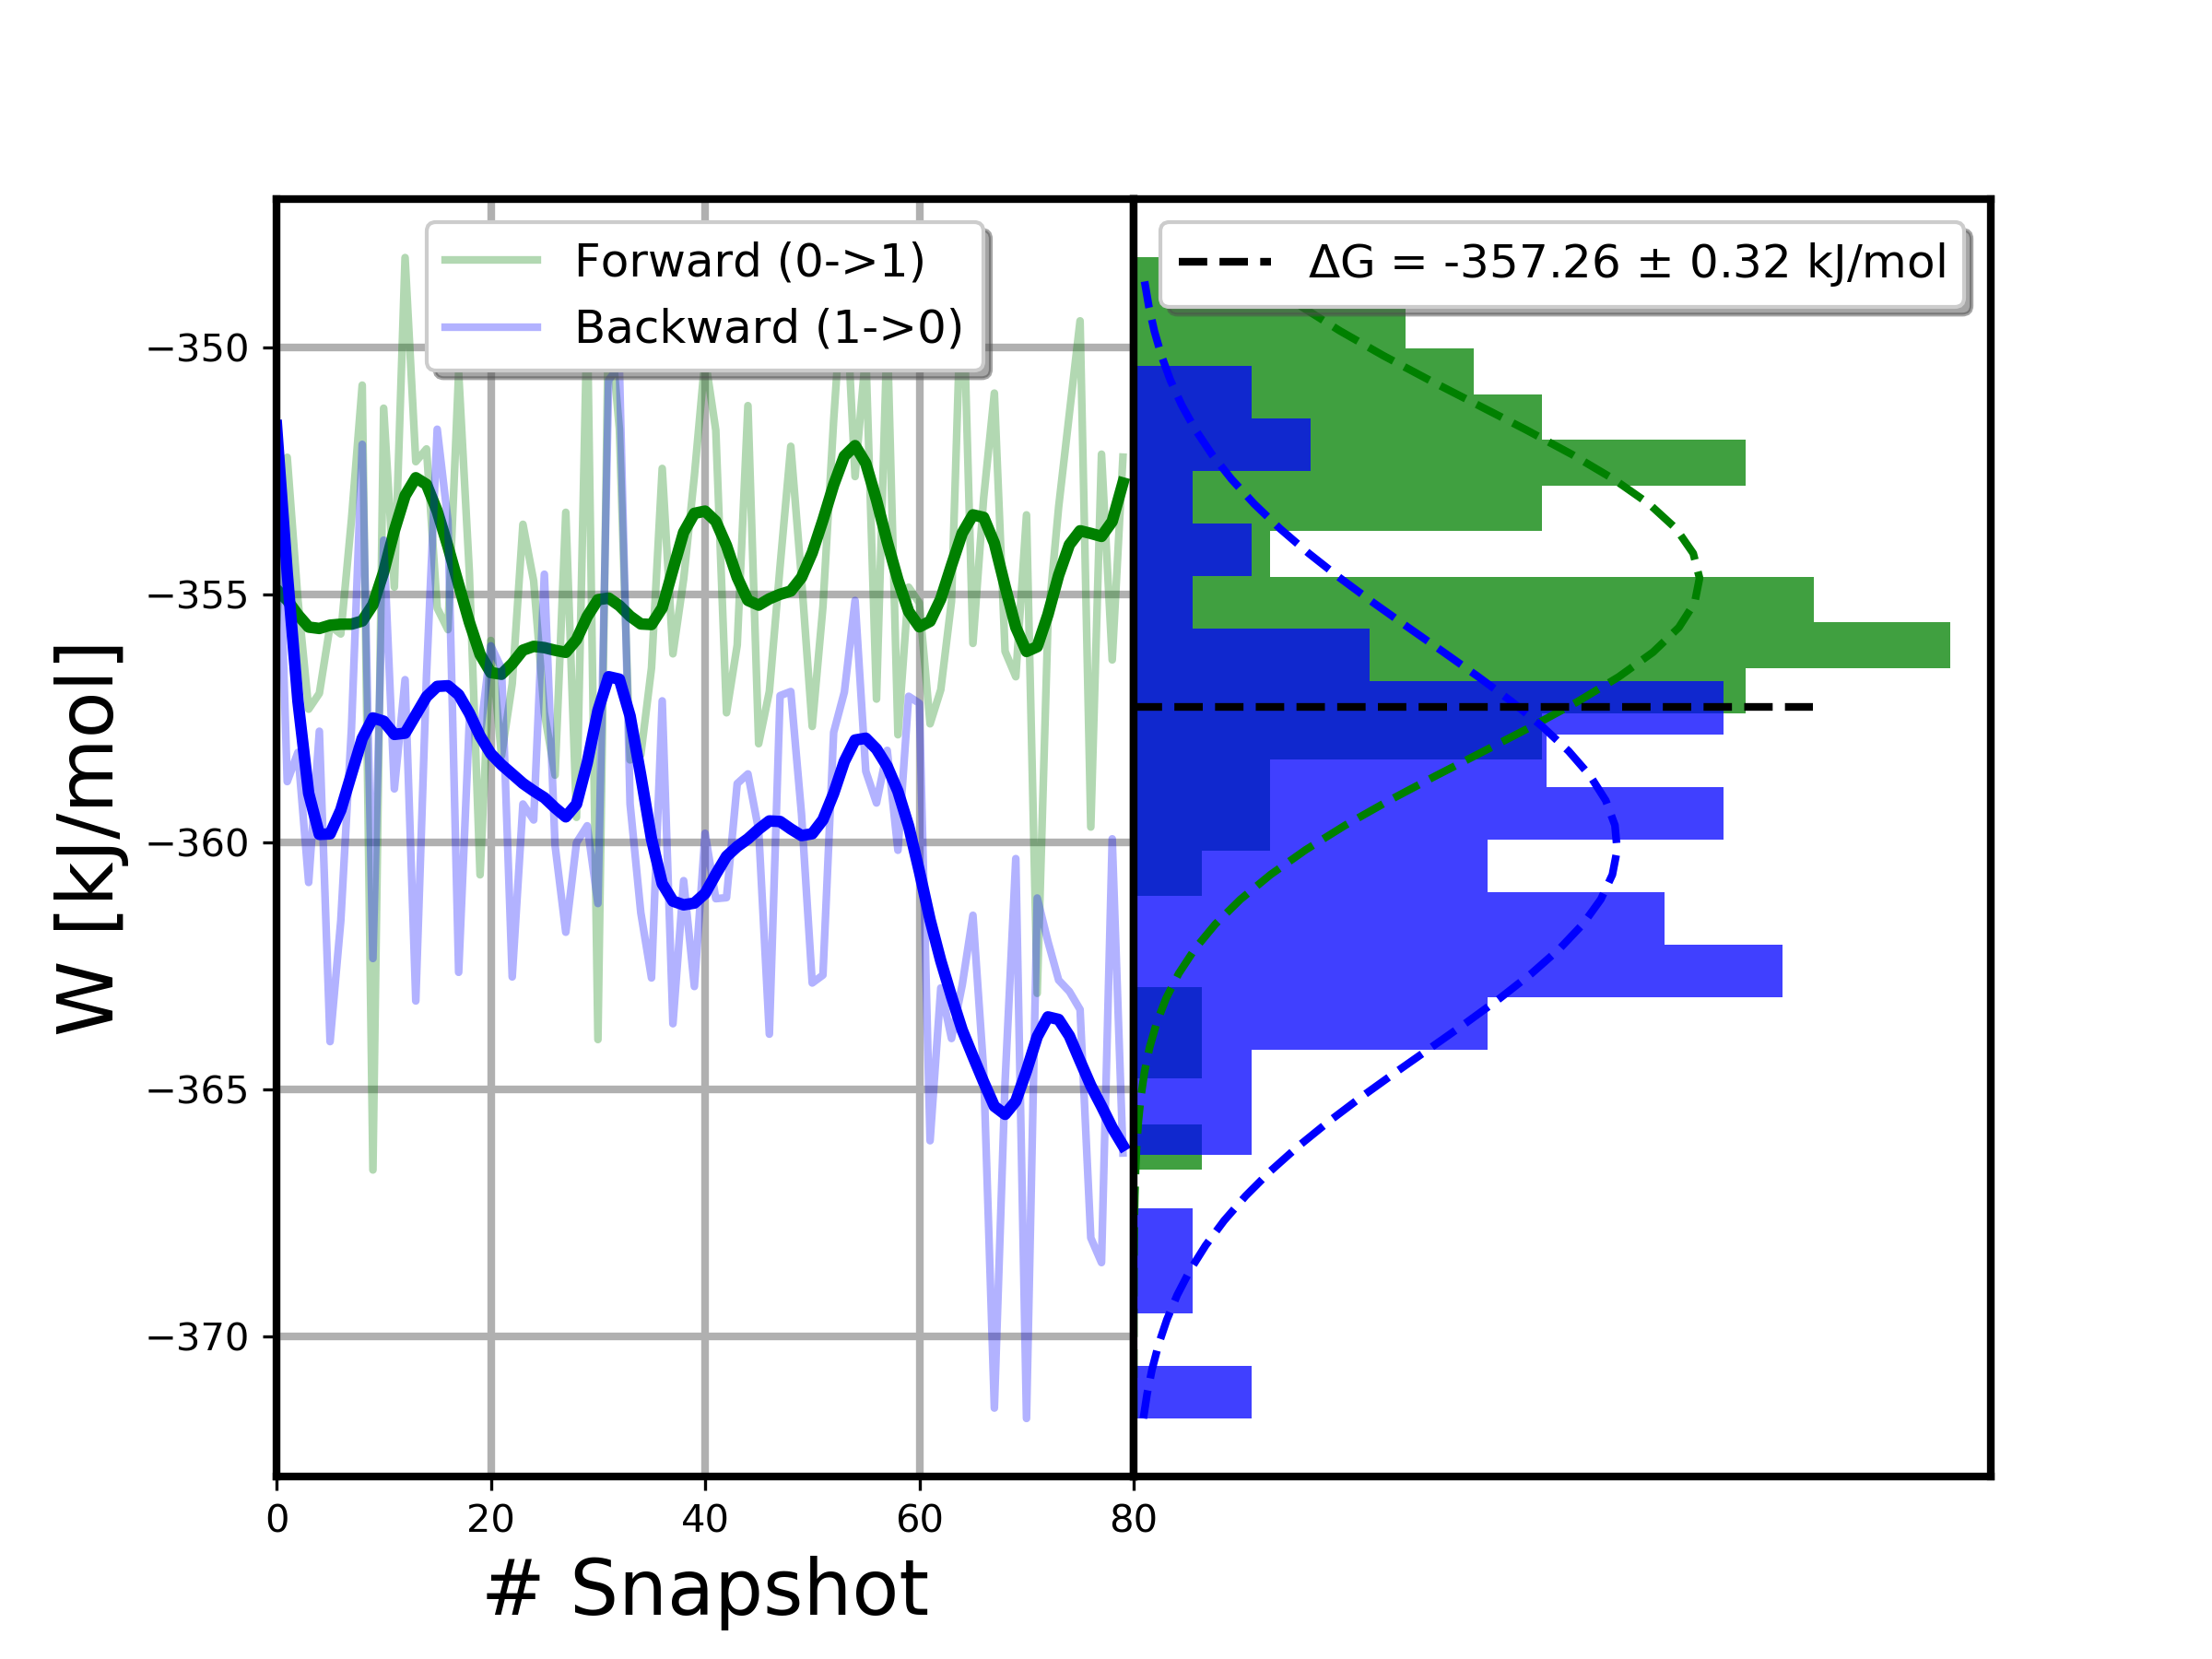 Forward (0->1)
Backward (1->0)
ΔG = -357.26 ± 0.32 kJ/mol
W [kJ/mol]
−350
−355
−360
−365
−370
0 20 40 60 80
# Snapshot